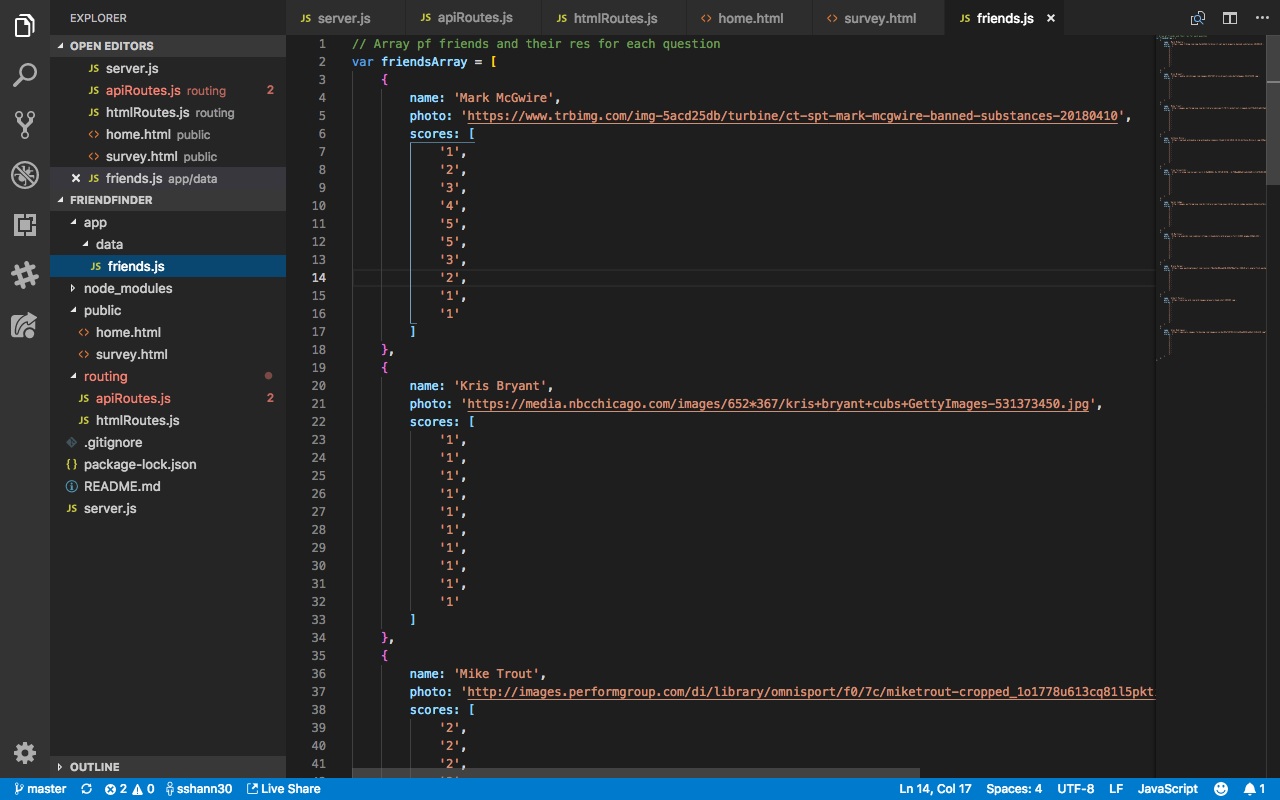 EXPLORER
OPEN EDITORS
JS server.js
JS apiRoutes.js routing 2
JS htmlRoutes.js routing
<> home.html public
<> survey.html public
× JS friends.js app/data
FRIENDFINDER
app
data
JS friends.js
node_modules
public
<> home.html
<> survey.html
routing
JS apiRoutes.js 2
JS htmlRoutes.js
.gitignore
{} package-lock.json
README.md
JS server.js
OUTLINE
JS server.js JS apiRoutes.js JS htmlRoutes.js <> home.html <> survey.html JS friends.js ×
1 // Array pf friends and their res for each question
2 var friendsArray = [
3 {
4 name: 'Mark McGwire',
5 photo: 'https://www.trbimg.com/img-5acd25db/turbine/ct-spt-mark-mcgwire-banned-substances-20180410',
6 scores: [
7 '1',
8 '2',
9 '3',
10 '4',
11 '5',
12 '5',
13 '3',
14 '2',
15 '1',
16 '1'
17 ]
18 },
19 {
20 name: 'Kris Bryant',
21 photo: 'https://media.nbcchicago.com/images/652*367/kris+bryant+cubs+GettyImages-531373450.jpg',
22 scores: [
23 '1',
24 '1',
25 '1',
26 '1',
27 '1',
28 '1',
29 '1',
30 '1',
31 '1',
32 '1'
33 ]
34 },
35 {
36 name: 'Mike Trout',
37 photo: 'http://images.performgroup.com/di/library/omnisport/f0/7c/miketrout-cropped_1o1778u613cq81l5pkt
38 scores: [
39 '2',
40 '2',
41 '2',
master 2 0 sshann30 Live Share Ln 14, Col 17 Spaces: 4 UTF-8 LF JavaScript 1